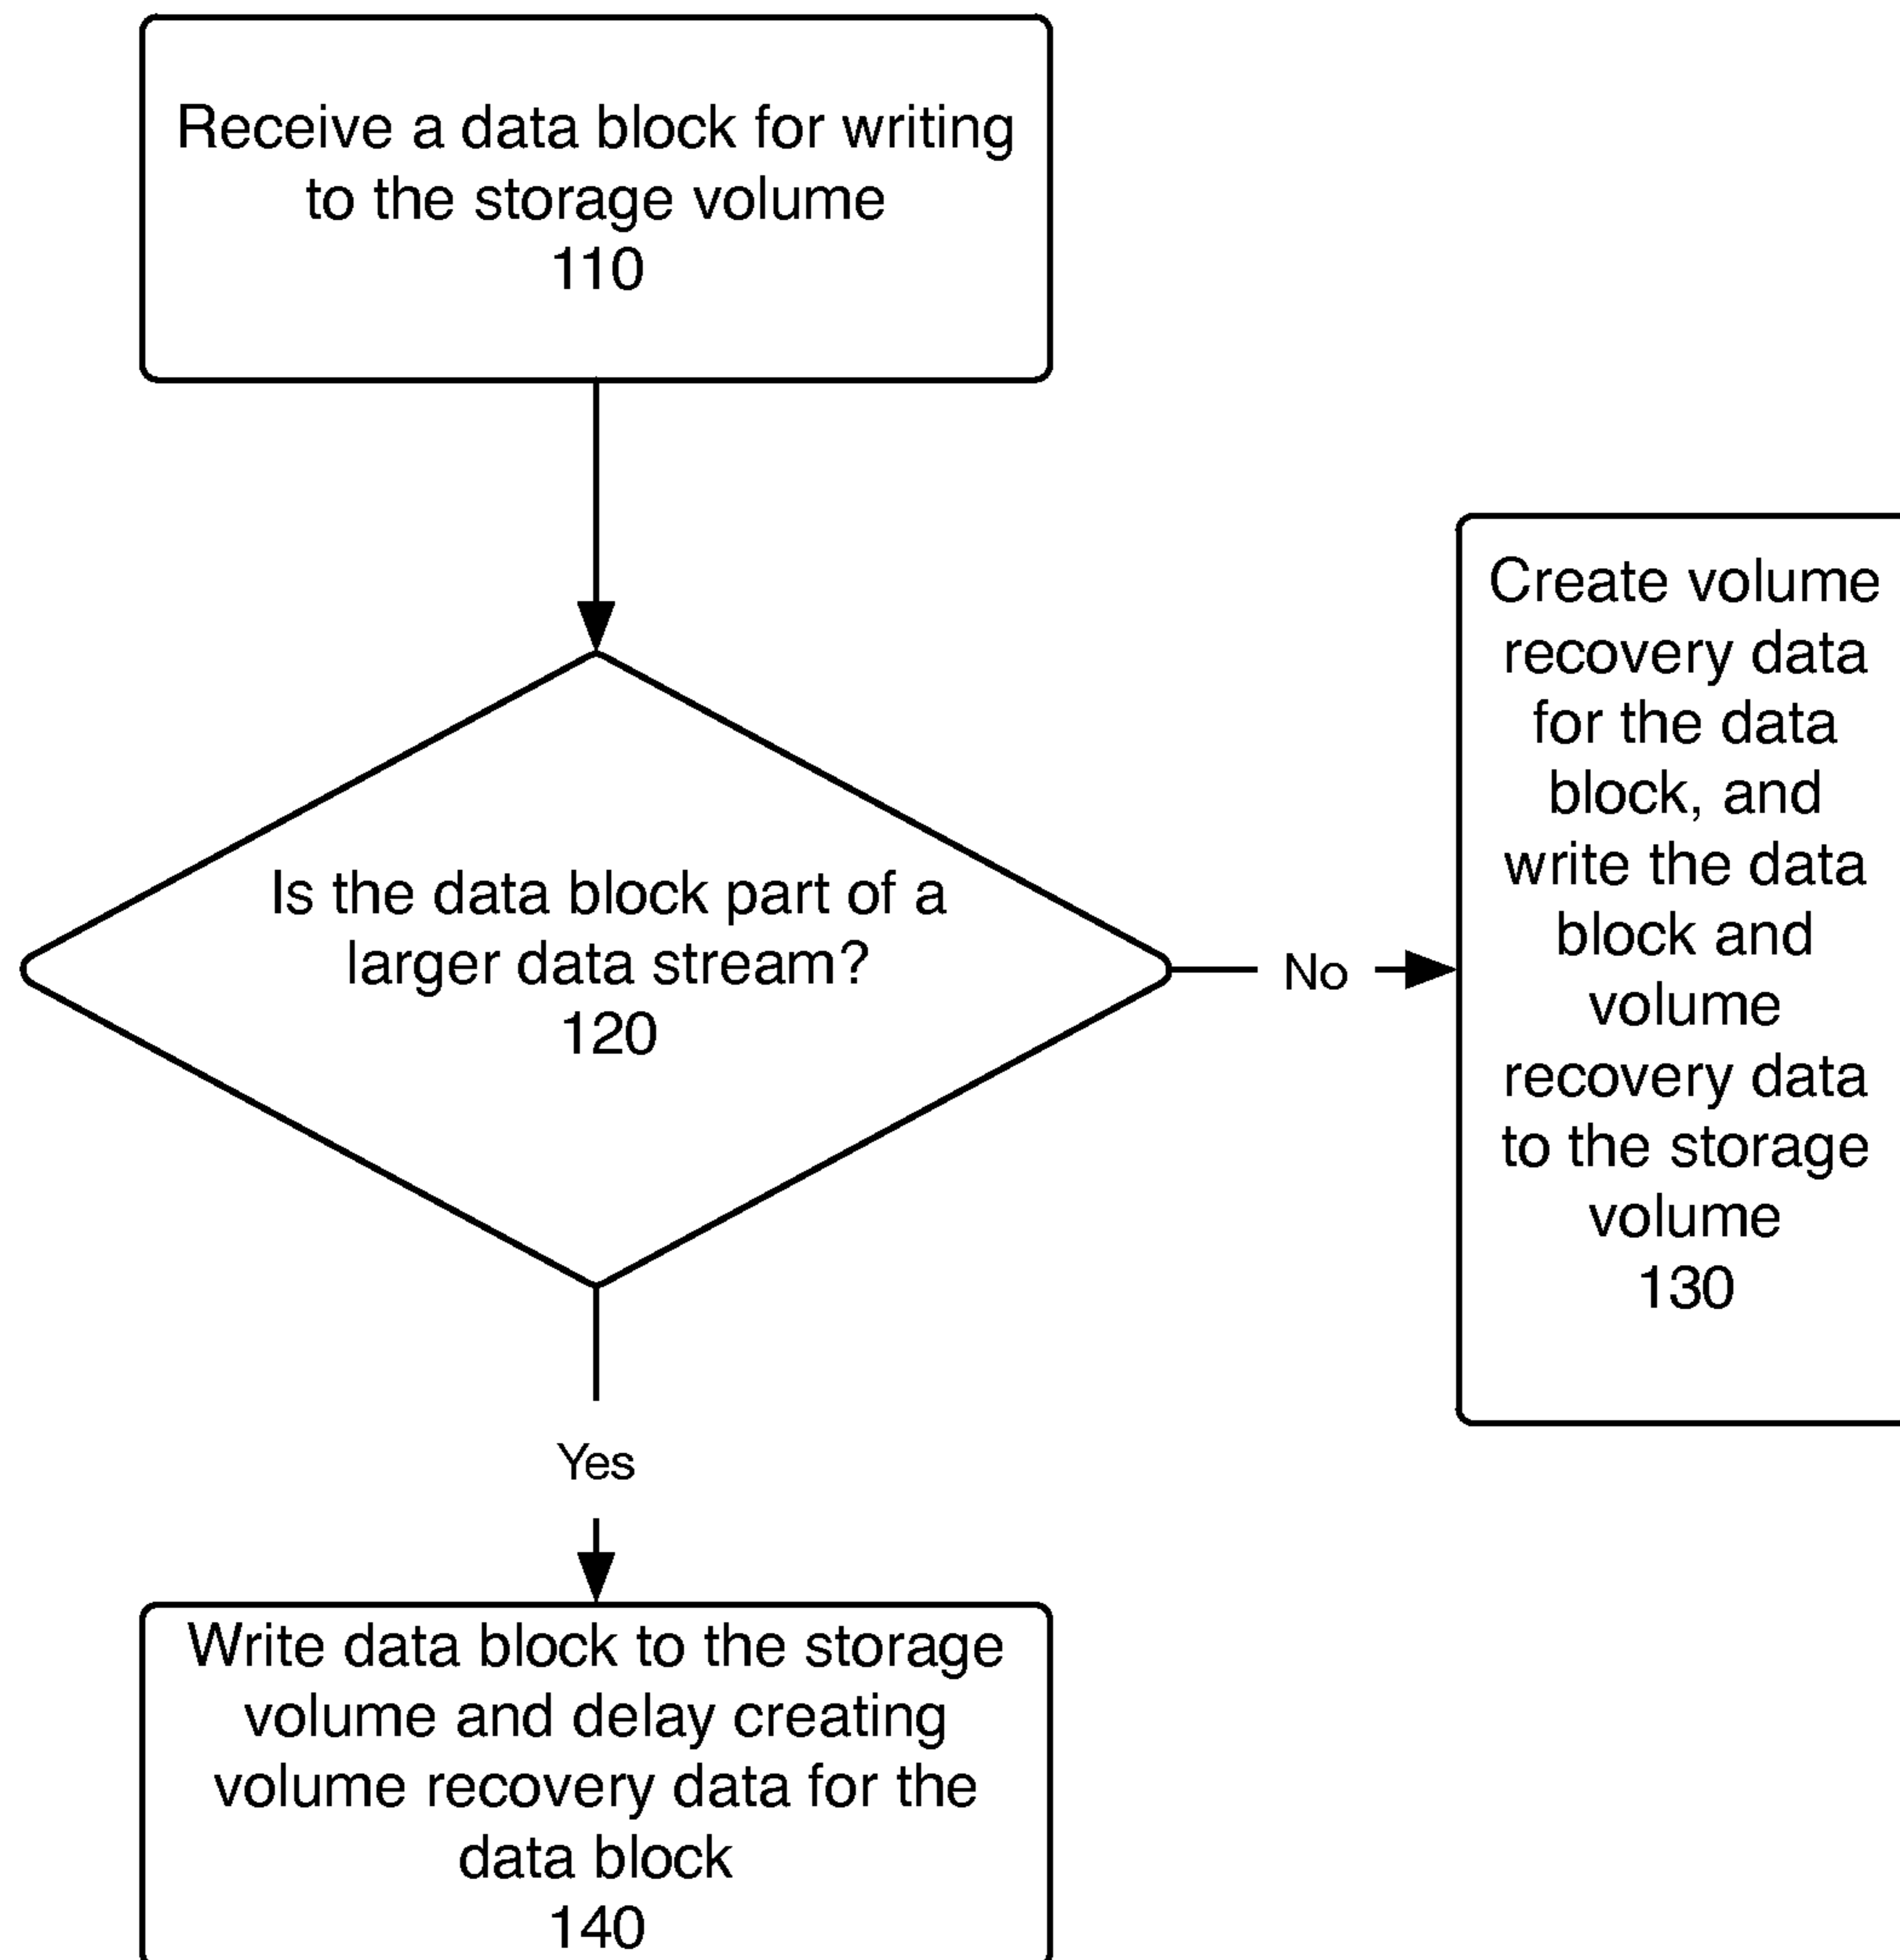 Receive a data block for writing
to the storage volume
110
Is the data block part of a
larger data stream?
120
No
Create volume
recovery data
for the data
block, and
write the data
block and
volume
recovery data
to the storage
volume
130
Yes
Write data block to the storage
volume and delay creating
volume recovery data for the
data block
140